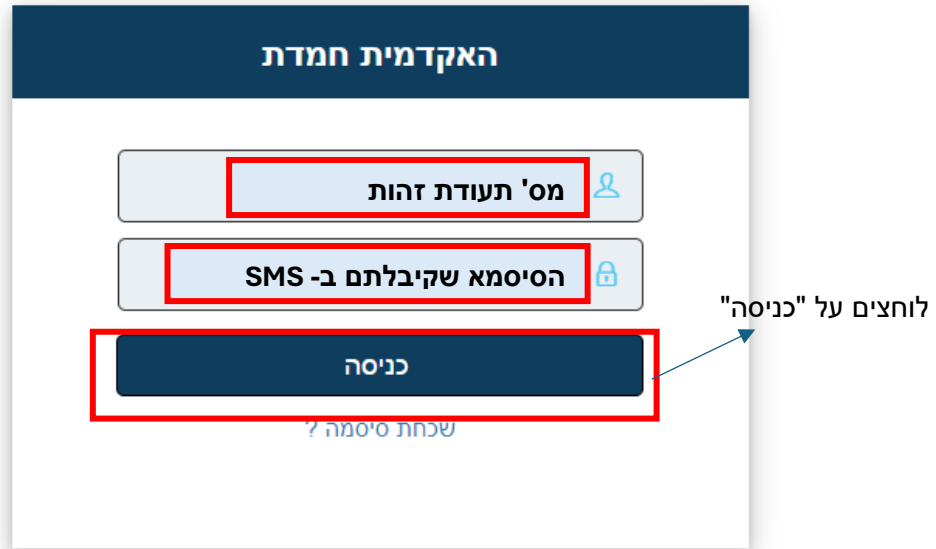 האקדמית חמדת
מס' תעודת זהות
הסיסמא שקיבלתם ב- SMS
לוחצים על "כניסה"
כניסה
שכחת סיסמה ?